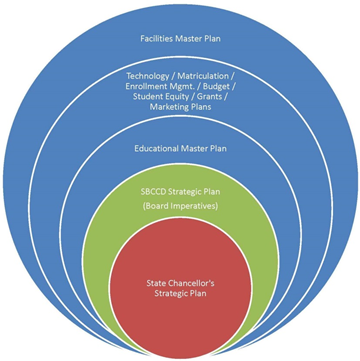 Facilities Master Plan
Technology / Matriculation /
Enrollment Mgmt. / Budget /
Student Equity / Grants /
Marketing Plans
Educational Master Plan
SBCCD Strategic Plan
(Board Imperatives)
State Chancellor's
Strategic Plan